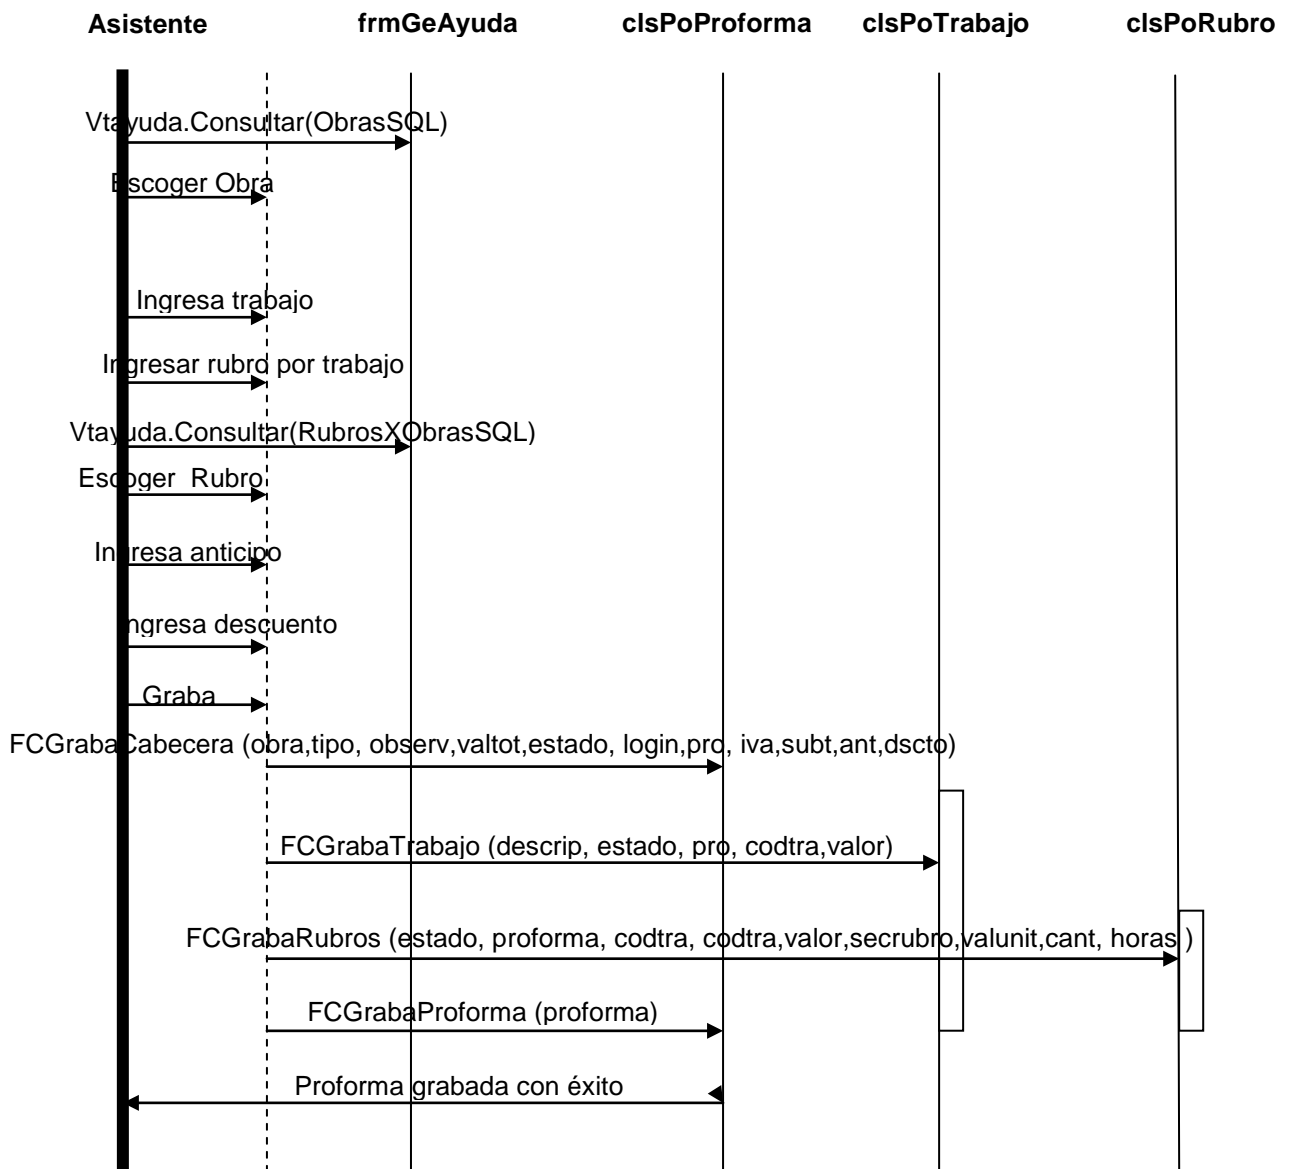 Asistente frmGeAyuda clsPoProforma clsPoTrabajo clsPoRubro
Vtayuda.Consultar(ObrasSQL)
Escoger Obra
Ingresa trabajo
Ingresar rubro por trabajo
Vtayuda.Consultar(RubrosXObrasSQL)
Escoger Rubro
Ingresa anticipo
Ingresa descuento
Graba
FCGrabaCabecera (obra,tipo, observ,valtot,estado, login,pro, iva,subt,ant,dscto)
FCGrabaTrabajo (descrip, estado, pro, codtra,valor)
FCGrabaRubros (estado, proforma, codtra, codtra,valor,secrubro,valunit,cant, horas )
FCGrabaProforma (proforma)
Proforma grabada con éxito